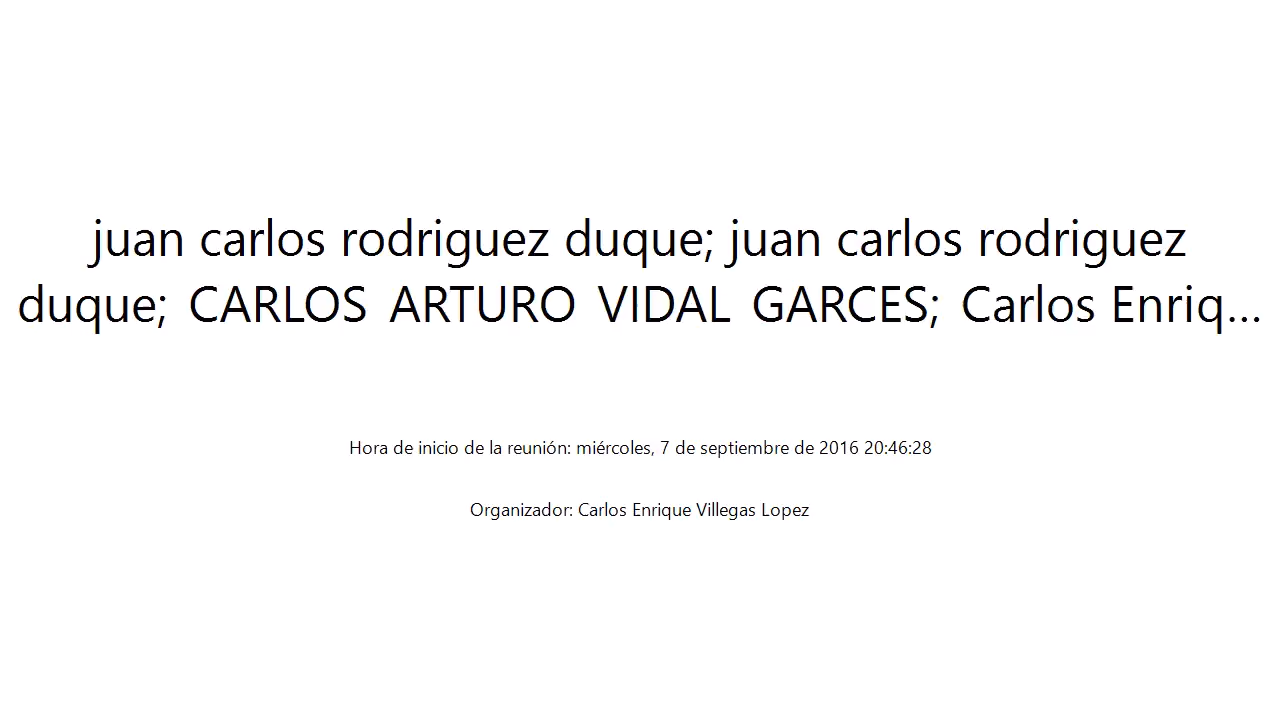 juan carlos rodriguez duque; juan carlos rodriguez
duque; CARLOS ARTURO VIDAL GARCES; Carlos Enriq...
Hora de inicio de la reunión: miércoles, 7 de septiembre de 2016 20:46:28
Organizador: Carlos Enrique Villegas Lopez